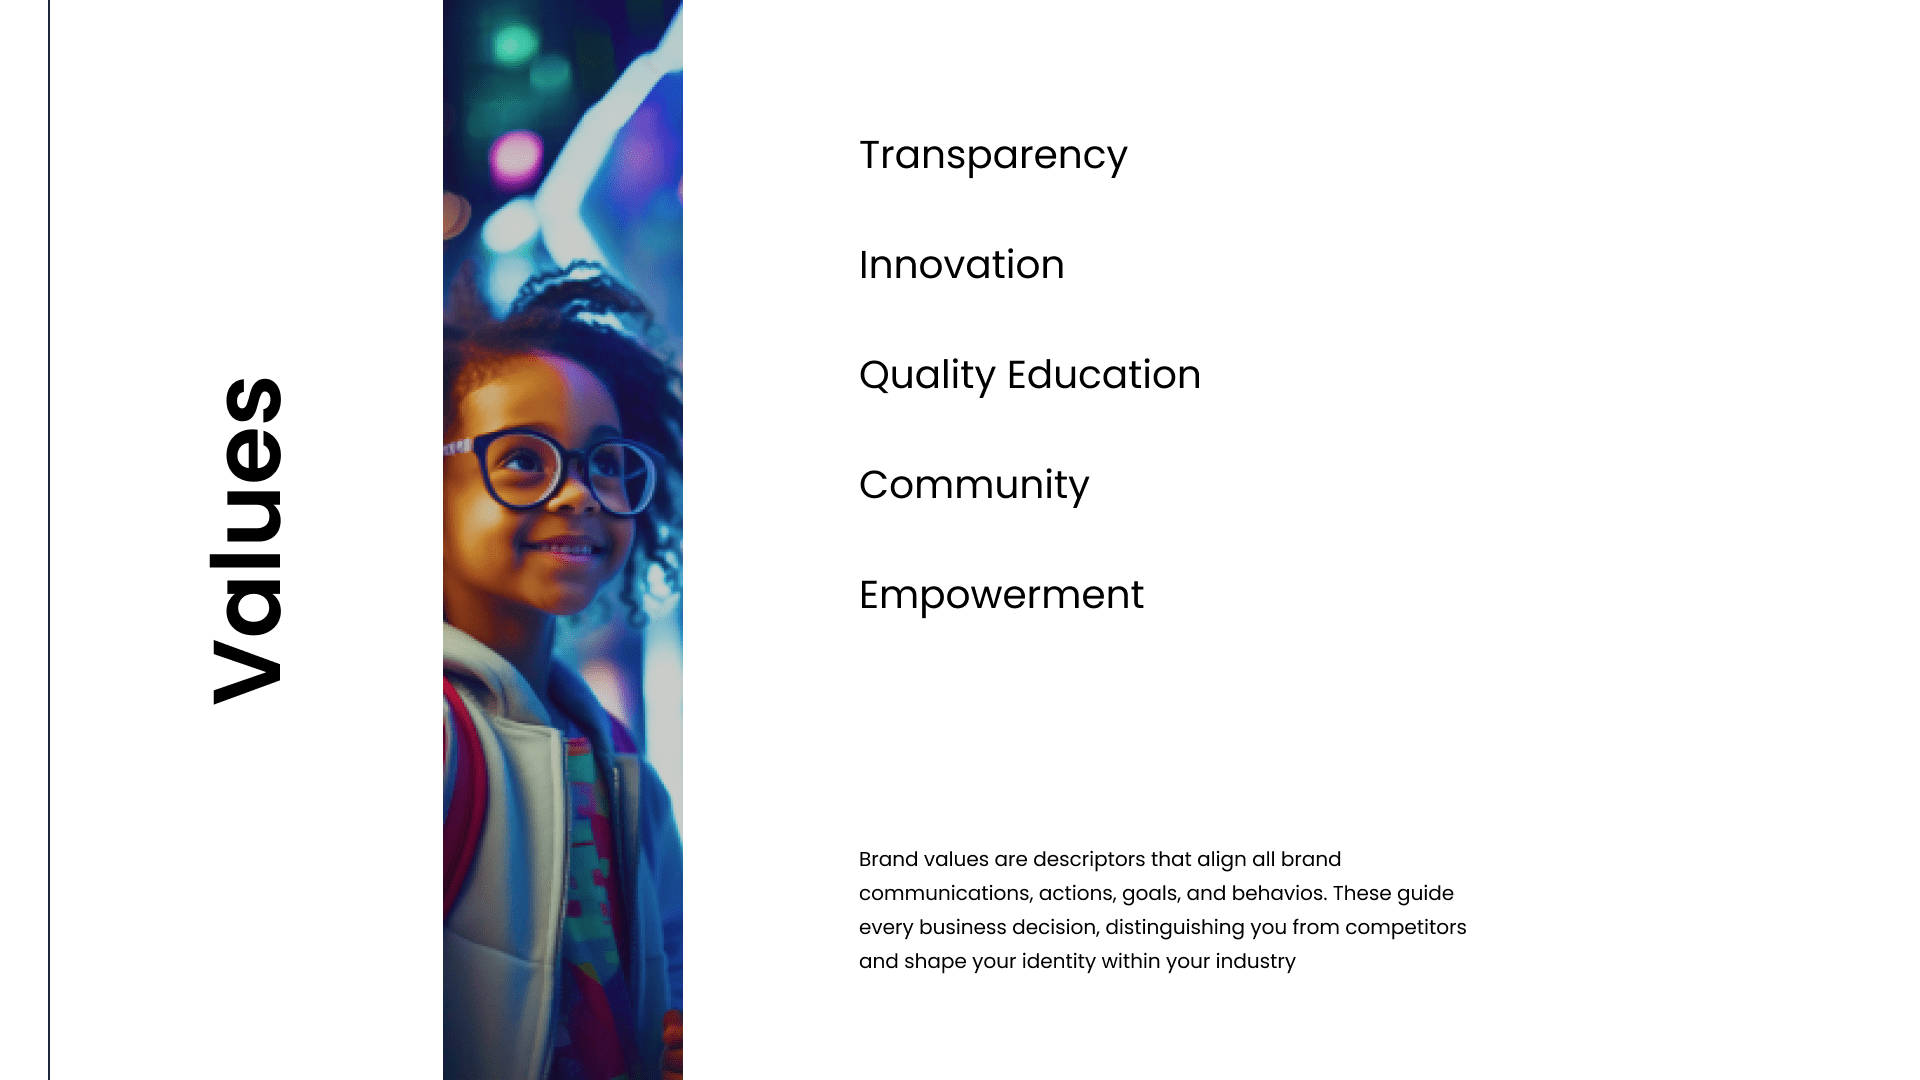 Values
Transparency
Innovation
Quality Education
Community
Empowerment
Brand values are descriptors that align all brand
communications, actions, goals, and behavios. These guide
every business decision, distinguishing you from competitors
and shape your identity within your industry